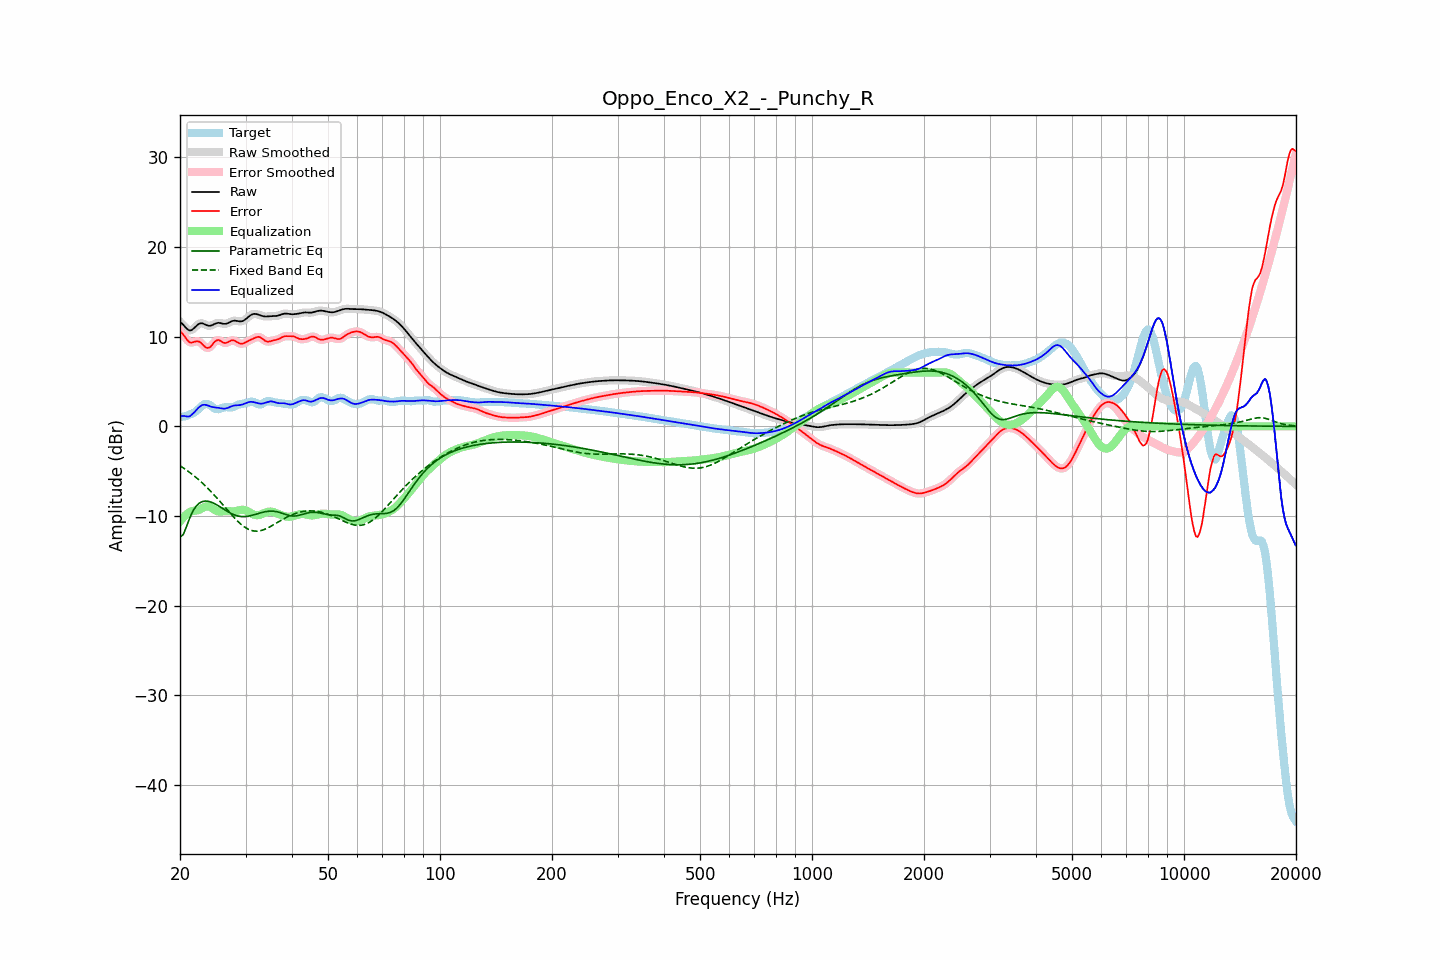 Oppo_Enco_X2_-_Punchy_R
Target
Raw Smoothed
Error Smoothed
Raw
Error
Equalization
Parametric Eq
Fixed Band Eq
Equalized
30
20
10
0
−10
−20
−30
−40
Amplitude (dBr)
20
50
100
200
500
1000
2000
5000
10000
20000
Frequency (Hz)